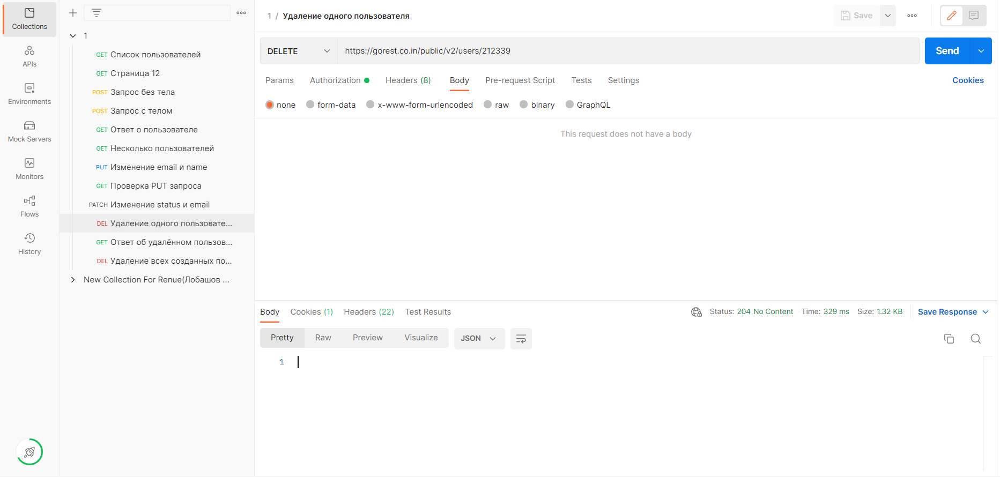 Collections
APIs
Environments
Mock Servers
Monitors
Flows
History
1
GET Список пользователей
GET Страница 12
POST Запрос без тела
POST Запрос с телом
GET Ответ о пользователе
GET Несколько пользователей
PUT Изменение email и name
GET Проверка PUT запроса
PATCH Изменение status и email
DEL Удаление одного пользовате...
GET Ответ об удалённом пользов...
DEL Удаление всех созданных по...
New Collection For Renue(Лобашов ...
1 / Удаление одного пользователя
Save
DELETE https://gorest.co.in/public/v2/users/212339 Send
Params Authorization Headers (8) Body Pre-request Script Tests Settings Cookies
none form-data x-www-form-urlencoded raw binary GraphQL
This request does not have a body
Body Cookies (1) Headers (22) Test Results Status: 204 No Content Time: 329 ms Size: 1.32 KB Save Response
Pretty Raw Preview Visualize JSON
1